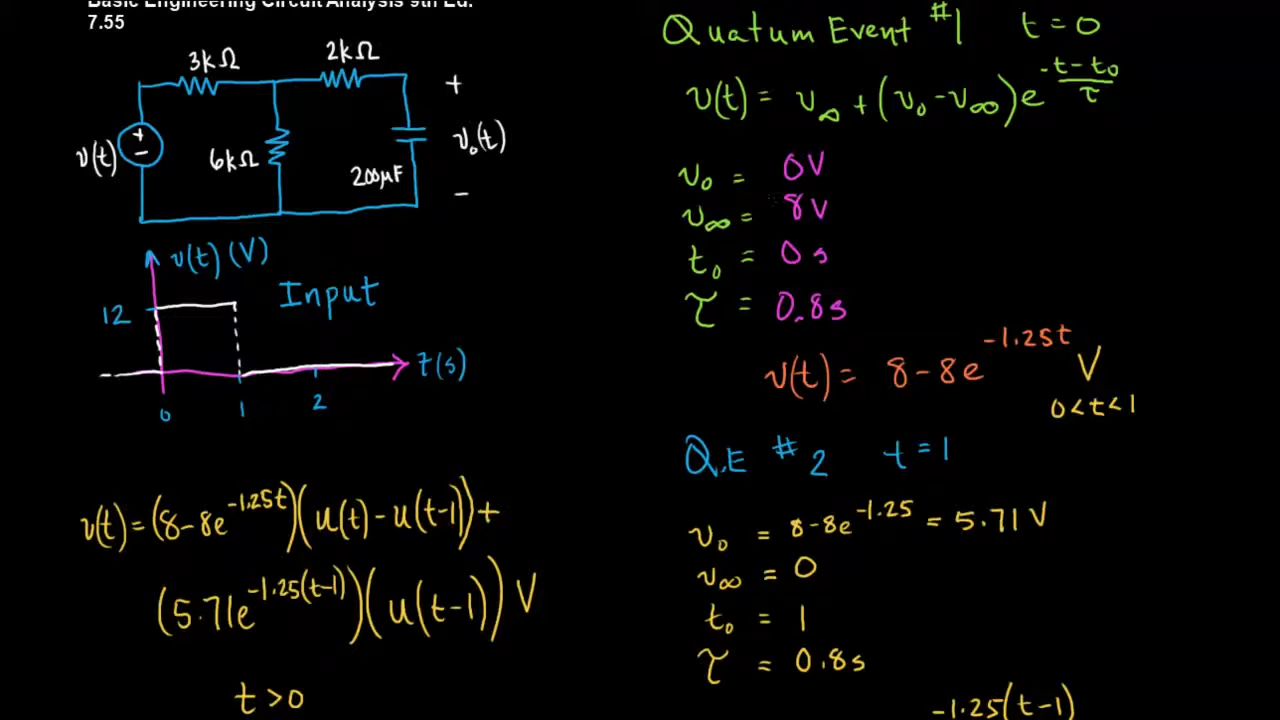 Basic Engineering Circuit Analysis 9th Ed.
7.55
3kΩ
2kΩ
+
v(t)
+
−
6kΩ
200μF
v₀(t)
−
v(t) (V)
Input
12
t(s)
0
1
2
v(t) = (8-8e^-1.25t)(u(t) - u(t-1)) +
(5.71e^-1.25(t-1))(u(t-1)) V
t > 0
Quatum Event #1 t = 0
v(t) = v∞ + (v₀ - v∞)e^-t-t₀/τ
v₀ = 0V
v∞ = 8V
t₀ = 0s
τ = 0.8s
v(t) = 8-8e^-1.25t V
0<t<1
Q.E #2 t = 1
v₀ = 8-8e^-1.25 = 5.71V
v∞ = 0
t₀ = 1
τ = 0.8s
-1.25(t-1)